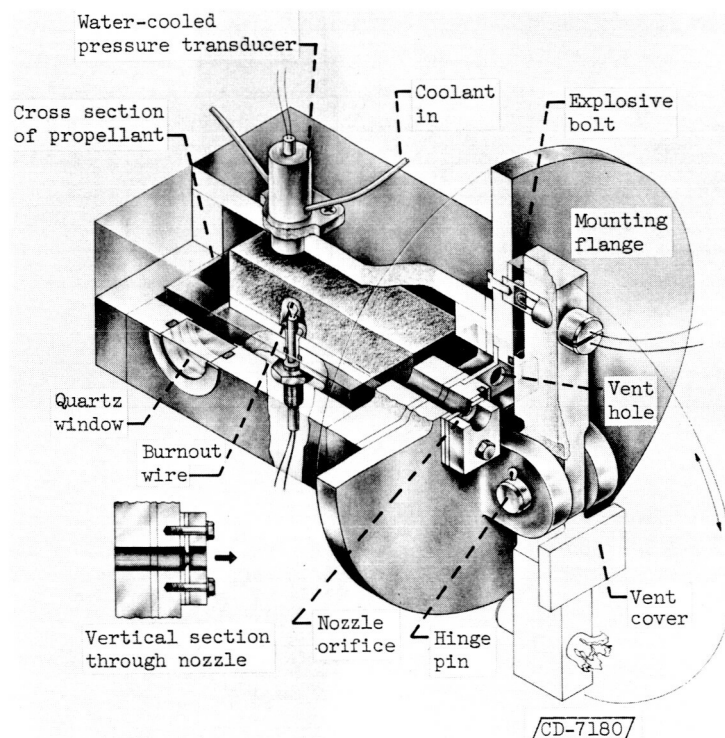 Water-cooled
pressure transducer
Coolant
in
Explosive
bolt
Cross section
of propellant
Mounting
flange
Quartz
window
Burnout
wire
Vent
hole
Vertical section
through nozzle
Nozzle
orifice
Hinge
pin
Vent
cover
CD-7180